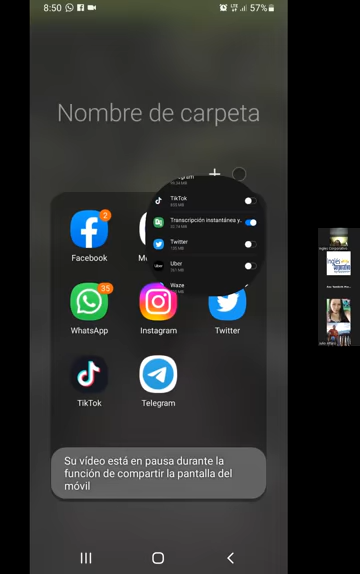 8:50
57%
Nombre de carpeta
TikTok
Transcripción instantánea y..
Twitter
Uber
Waze
2
Facebook
35
WhatsApp
Instagram
Twitter
TikTok
Telegram
Su vídeo está en pausa durante la
función de compartir la pantalla del
móvil